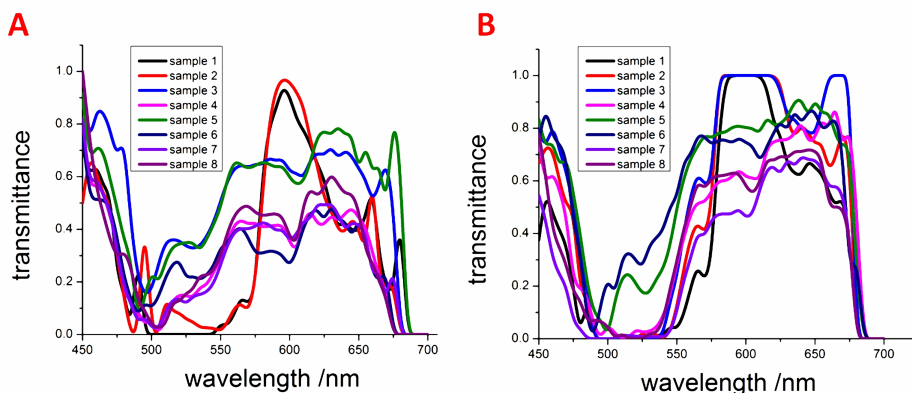 A
transmittance
1.0
0.8
0.6
0.4
0.2
0.0
sample 1
sample 2
sample 3
sample 4
sample 5
sample 6
sample 7
sample 8
450 500 550 600 650 700
wavelength /nm
B
transmittance
1.0
0.8
0.6
0.4
0.2
0.0
sample 1
sample 2
sample 3
sample 4
sample 5
sample 6
sample 7
sample 8
450 500 550 600 650 700
wavelength /nm